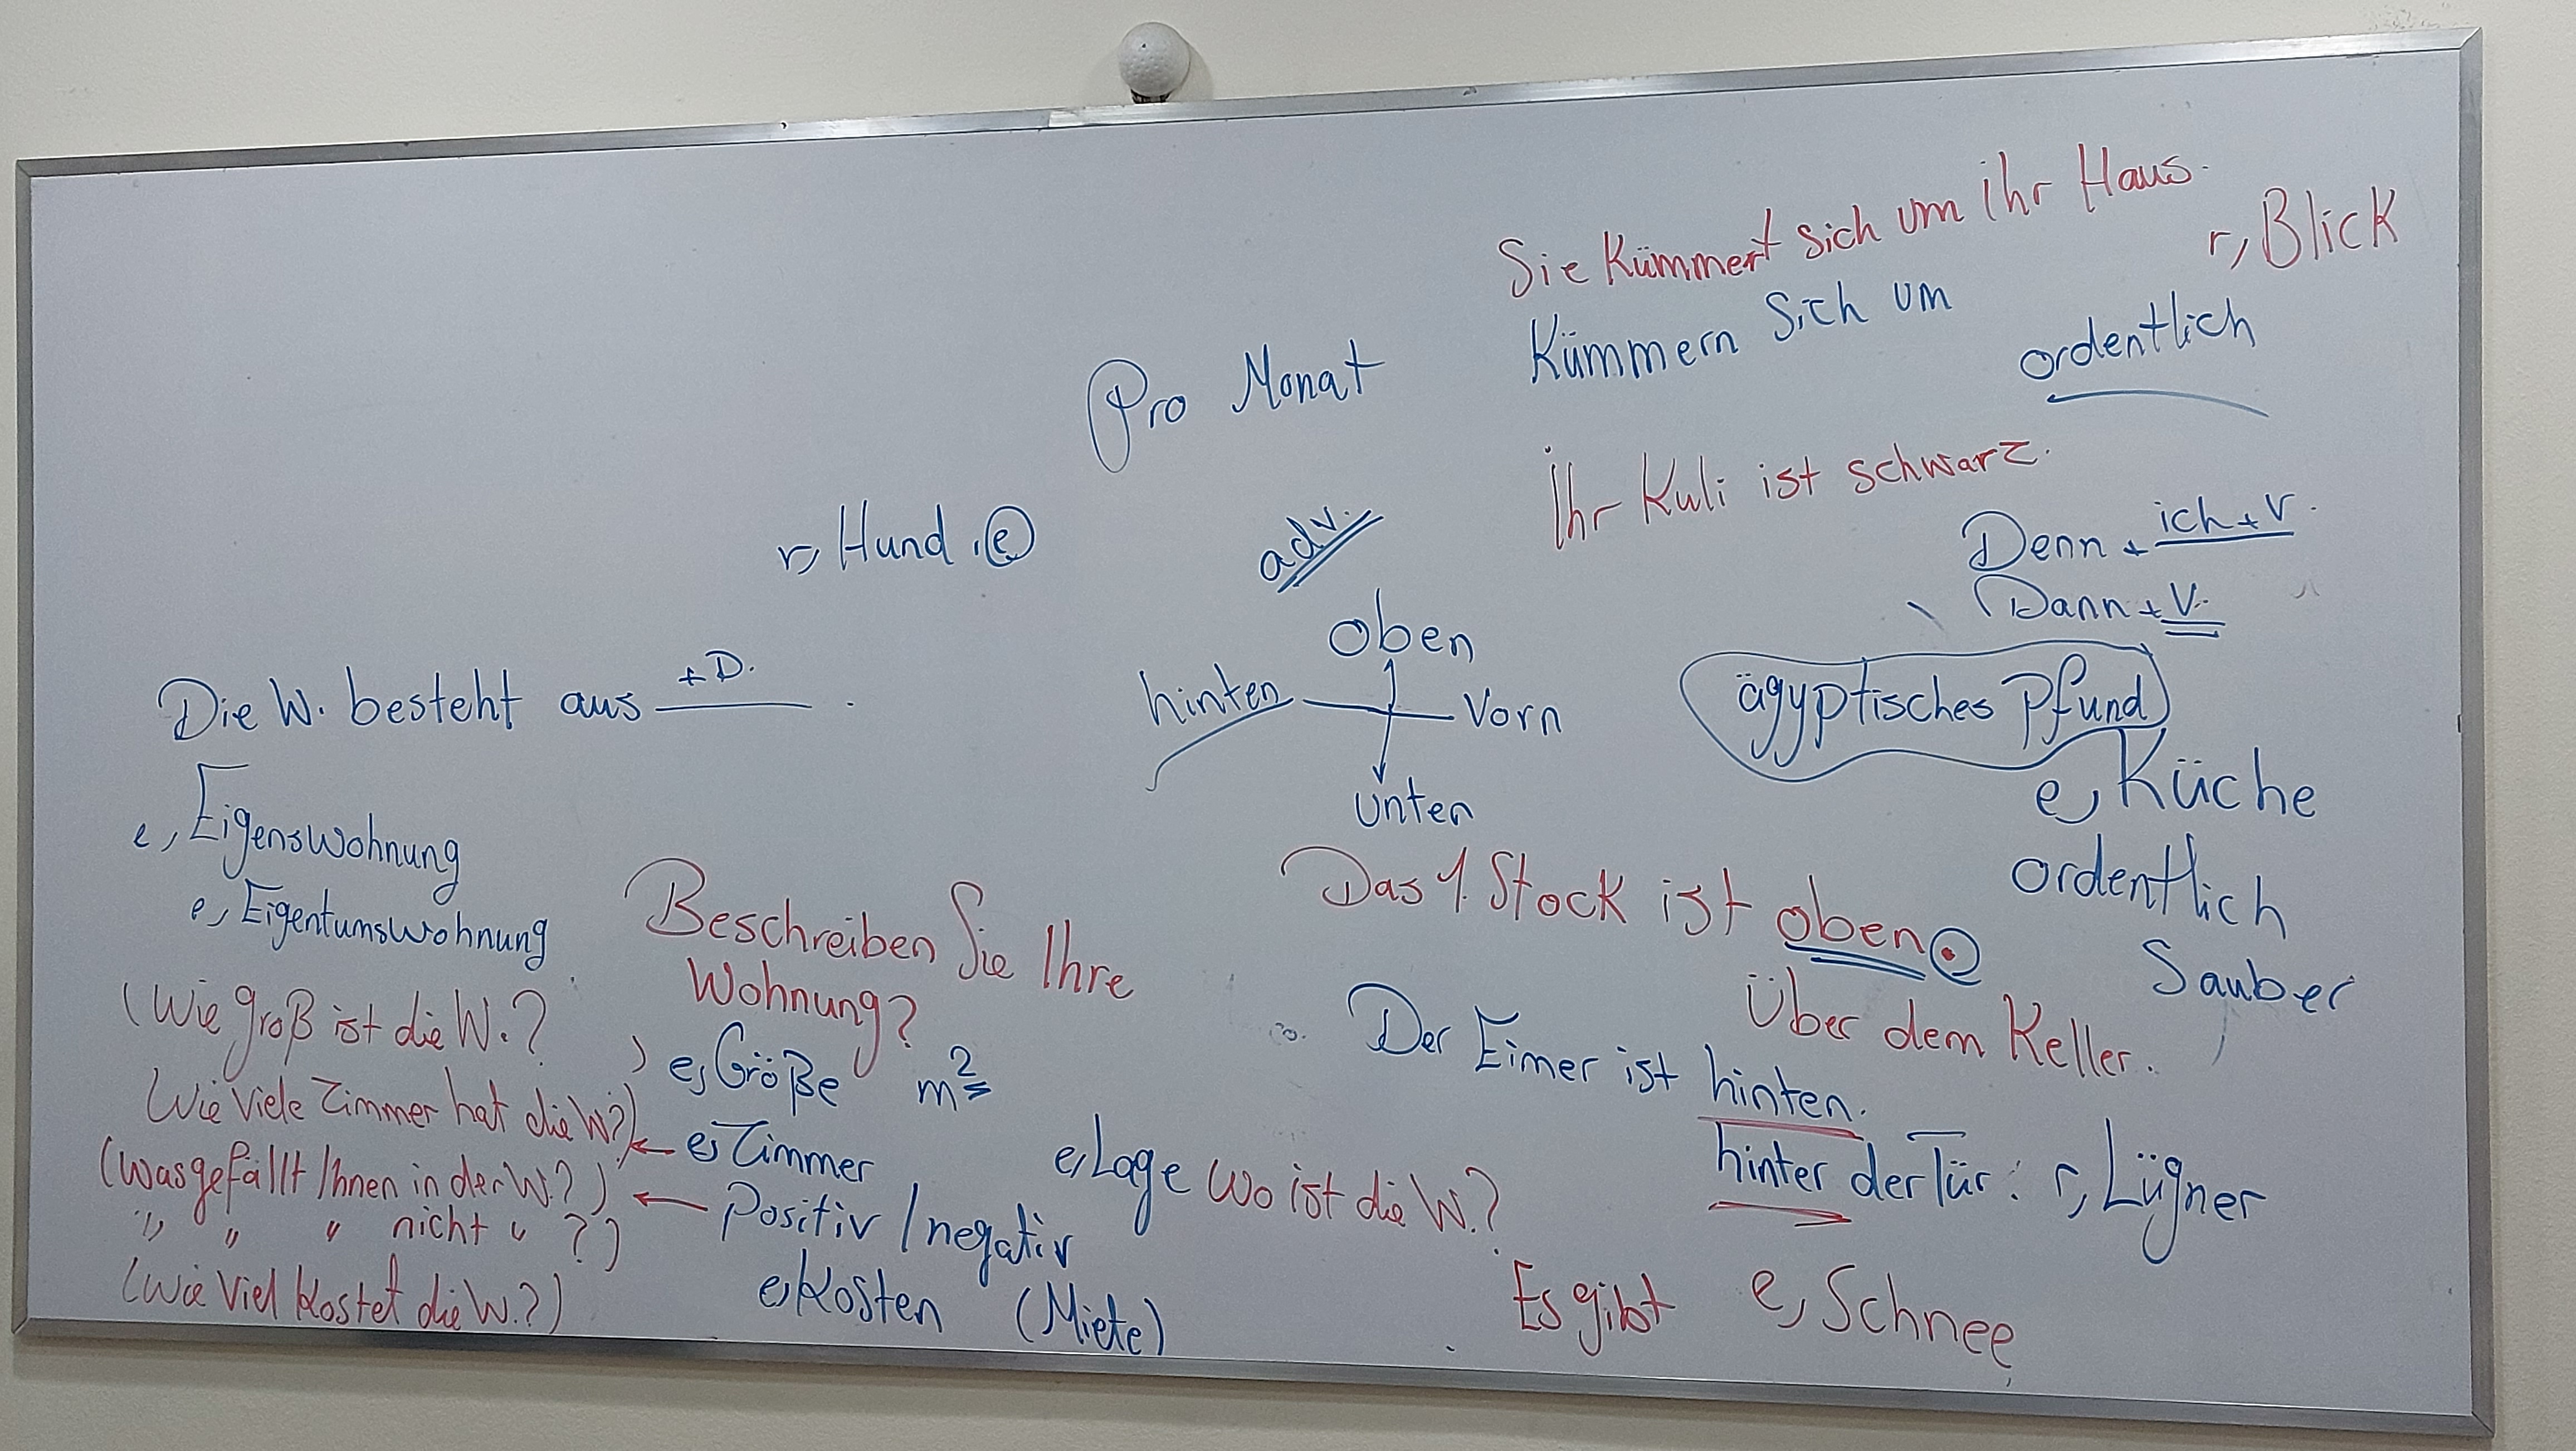 Sie Kümmert sich um ihr Haus.
r, Blick
Kümmern sich um
ordentlich
Pro Monat
Ihr Kuli ist schwarz.
r, Hund, e
adv.
Denn + ich + V.
Dann + V.
oben
hinten
Vorn
unten
ägyptisches Pfund
Die W. besteht aus + D. .
e, Küche
ordentlich
Sauber
e, Eigenswohnung
e, Eigentumswohnung
Das 1. Stock ist oben.
Über dem Keller.
Beschreiben Sie Ihre
Wohnung?
(Wie groß ist die W.?)
e, Größe m²
Der Eimer ist hinten.
hinter der Tür.
r, Lügner
(Wie viele Zimmer hat die W?) ← e, Zimmer
e, Lage Wo ist die W.?
(Was gefällt Ihnen in der W.?) ← Positiv / negativ
" " " nicht " ?)
(Wie viel kostet die W.?)
e, Kosten (Miete)
Es gibt e, Schnee